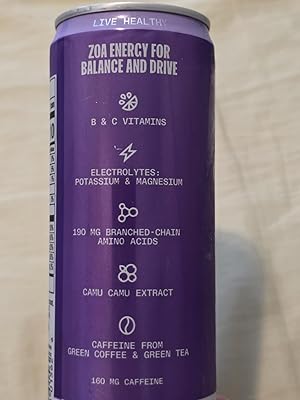 LIVE HEALTHY
ZOA ENERGY FOR
BALANCE AND DRIVE
B & C VITAMINS
ELECTROLYTES:
POTASSIUM & MAGNESIUM
190 MG BRANCHED-CHAIN
AMINO ACIDS
CAMU CAMU EXTRACT
CAFFEINE FROM
GREEN COFFEE & GREEN TEA
160 MG CAFFEINE